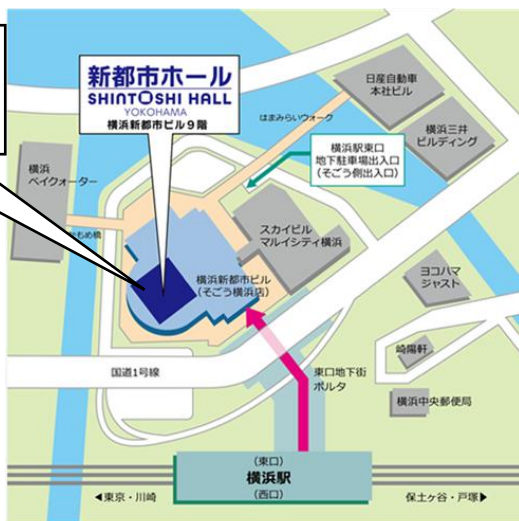 新都市ホール
SHINTOSHI HALL
YOKOHAMA
横浜新都市ビル9階
日産自動車
本社ビル
はまみらいウォーク
横浜三井
ビルディング
横浜駅東口
地下駐車場出入口
(そごう側出入口)
横浜
ベイクォーター
かもめ橋
スカイビル
マルイシティ横浜
横浜新都市ビル
(そごう横浜店)
ヨコハマ
ジャスト
崎陽軒
国道1号線
東口地下街
ポルタ
横浜中央郵便局
(東口)
横浜駅
(西口)
◀東京・川崎
保土ヶ谷・戸塚▶